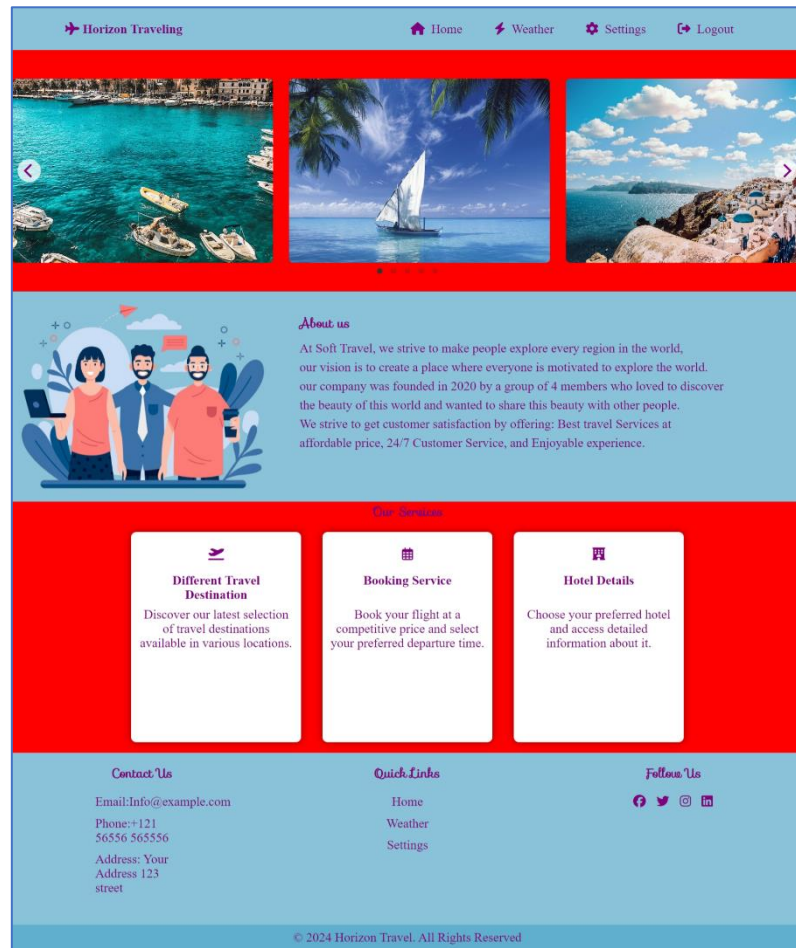 Horizon Traveling
Home
Weather
Settings
Logout
About us
At Soft Travel, we strive to make people explore every region in the world,
our vision is to create a place where everyone is motivated to explore the world.
our company was founded in 2020 by a group of 4 members who loved to discover
the beauty of this world and wanted to share this beauty with other people.
We strive to get customer satisfaction by offering: Best travel Services at
affordable price, 24/7 Customer Service, and Enjoyable experience.
Our Services
Different Travel
Destination
Discover our latest selection
of travel destinations
available in various locations.
Booking Service
Book your flight at a
competitive price and select
your preferred departure time.
Hotel Details
Choose your preferred hotel
and access detailed
information about it.
Contact Us
Email:Info@example.com
Phone:+121
56556 565556
Address: Your
Address 123
street
Quick Links
Home
Weather
Settings
Follow Us
© 2024 Horizon Travel. All Rights Reserved